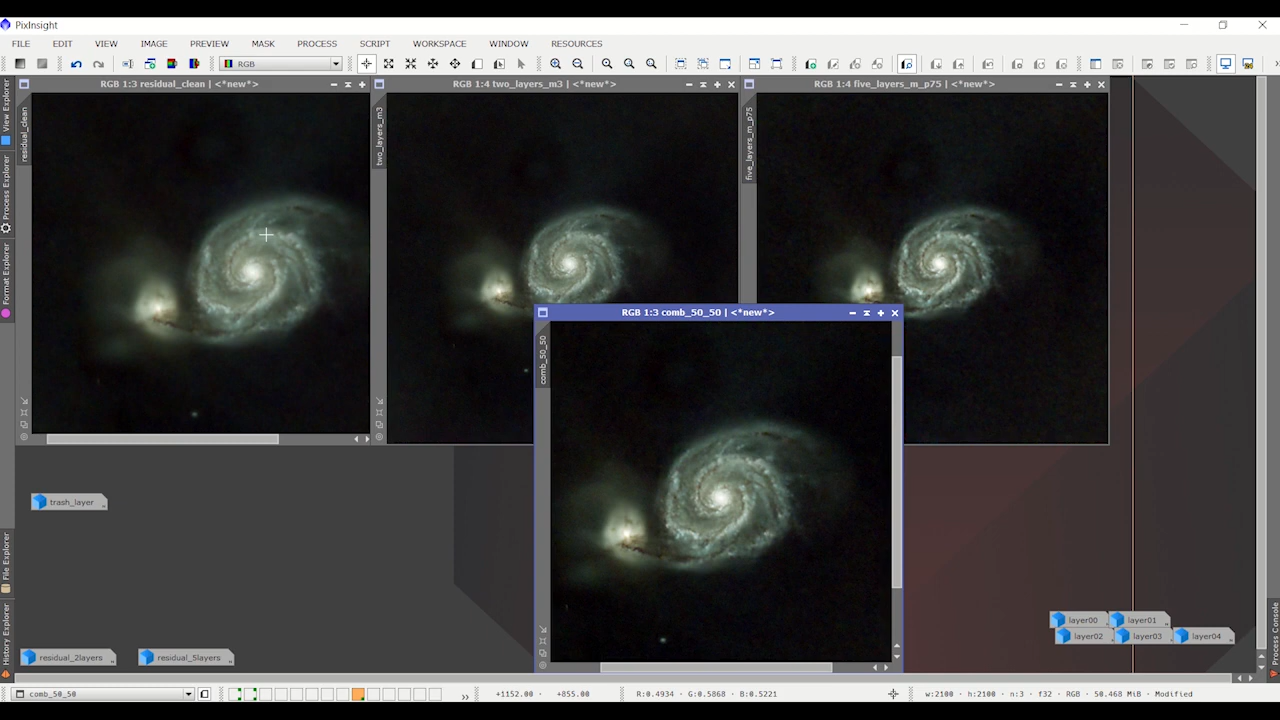 PixInsight
FILE EDIT VIEW IMAGE PREVIEW MASK PROCESS SCRIPT WORKSPACE WINDOW RESOURCES
RGB
RGB 1:3 residual_clean | <*new*>
RGB 1:4 two_layers_m3 | <*new*>
RGB 1:4 five_layers_m_p75 | <*new*>
View Explorer
Process Explorer
Format Explorer
File Explorer
History Explorer
residual_clean
two_layers_m3
five_layers_m_p75
RGB 1:3 comb_50_50 | <*new*>
comb_50_50
trash_layer
residual_2layers
residual_5layers
layer00 layer01
layer02 layer03 layer04
Process Console
comb_50_50
+1152.00 · +855.00
R:0.4934 · G:0.5868 · B:0.5221
w:2100 · h:2100 · n:3 · f32 · RGB · 50.468 MiB · Modified